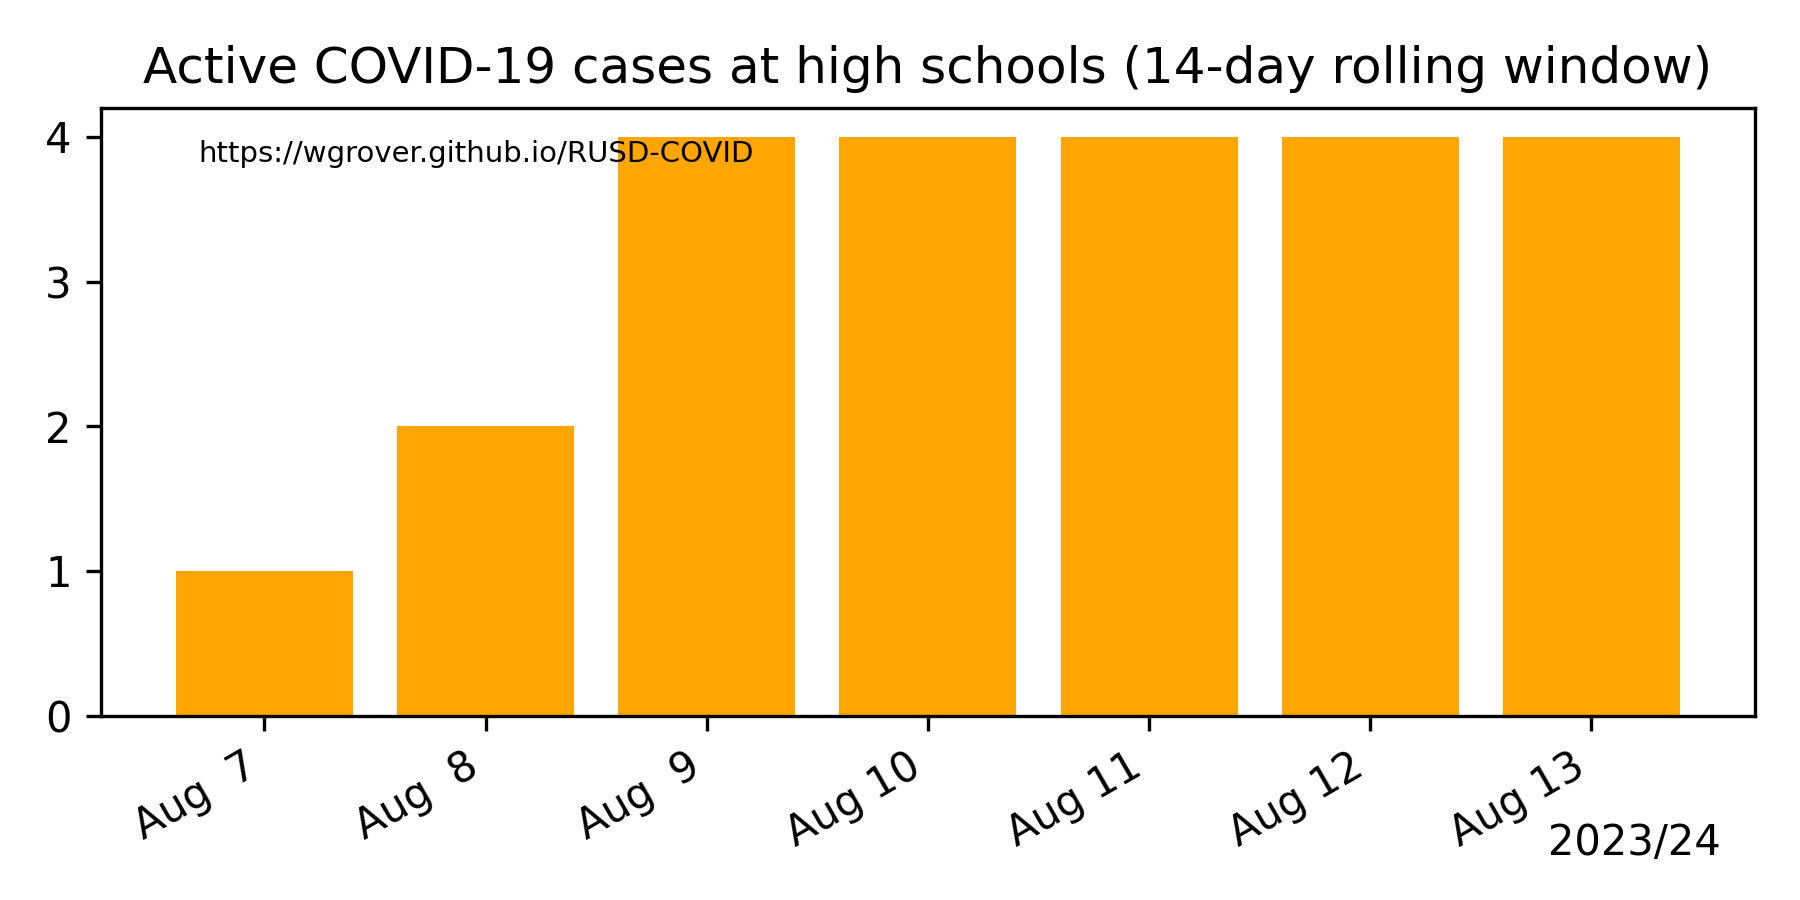 Active COVID-19 cases at high schools (14-day rolling window)
https://wgrover.github.io/RUSD-COVID
4
3
2
1
0
Aug 7
Aug 8
Aug 9
Aug 10
Aug 11
Aug 12
Aug 13
2023/24